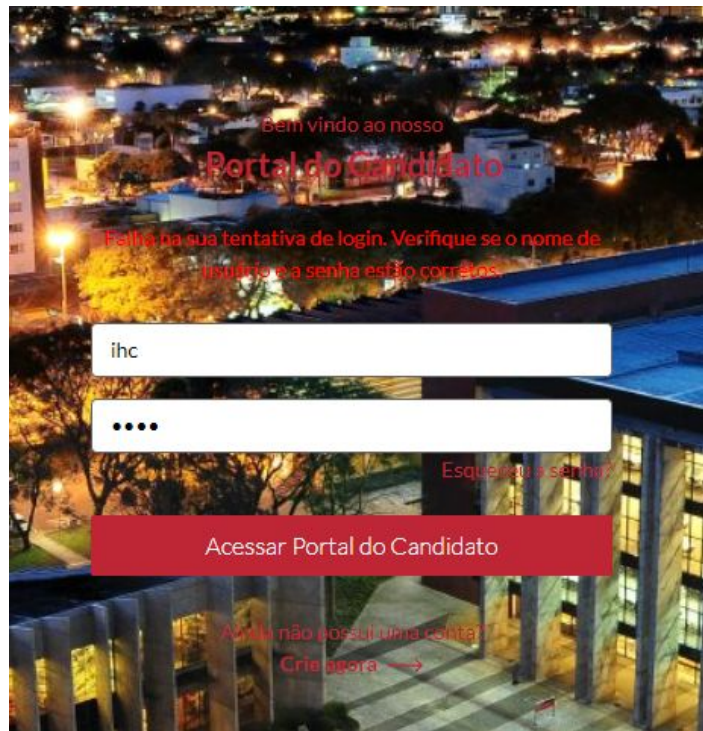 Bem vindo ao nosso
Portal do Candidato
Falha na sua tentativa de login. Verifique se o nome de
usuário e a senha estão corretos.
ihc
••••
Esqueceu a senha?
Acessar Portal do Candidato
Ainda não possui uma conta?
Crie agora →